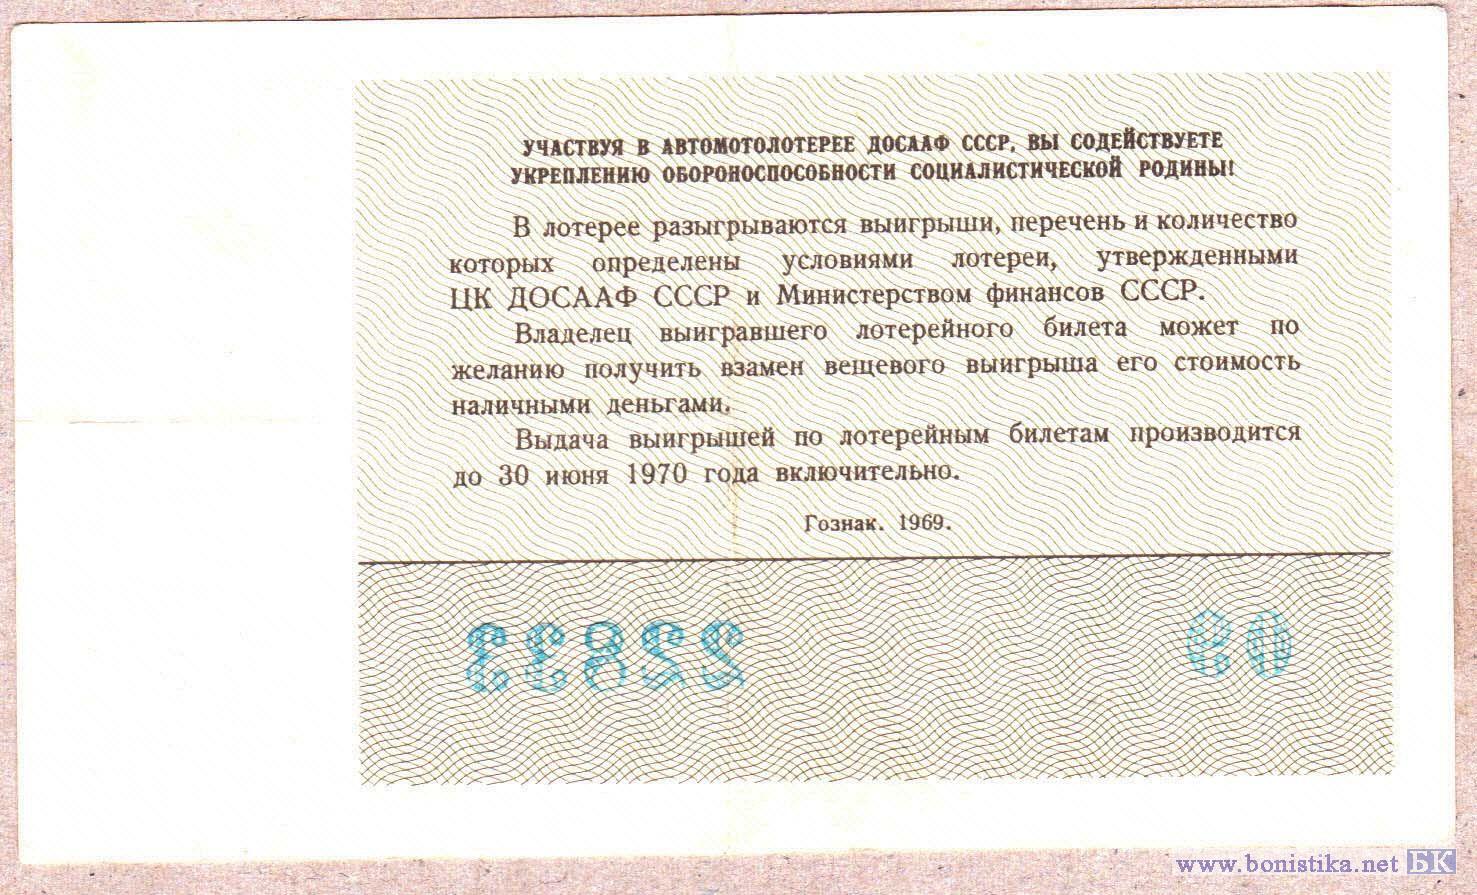 УЧАСТВУЯ В АВТОМОТОЛОТЕРЕЕ ДОСААФ СССР, ВЫ СОДЕЙСТВУЕТЕ
УКРЕПЛЕНИЮ ОБОРОНОСПОСОБНОСТИ СОЦИАЛИСТИЧЕСКОЙ РОДИНЫ!
В лотерее разыгрываются выигрыши, перечень и количество
которых определены условиями лотереи, утвержденными
ЦК ДОСААФ СССР и Министерством финансов СССР.
Владелец выигравшего лотерейного билета может по
желанию получить взамен вещевого выигрыша его стоимость
наличными деньгами.
Выдача выигрышей по лотерейным билетам производится
до 30 июня 1970 года включительно.
Гознак. 1969.
22833 09
www.bonistika.net БК